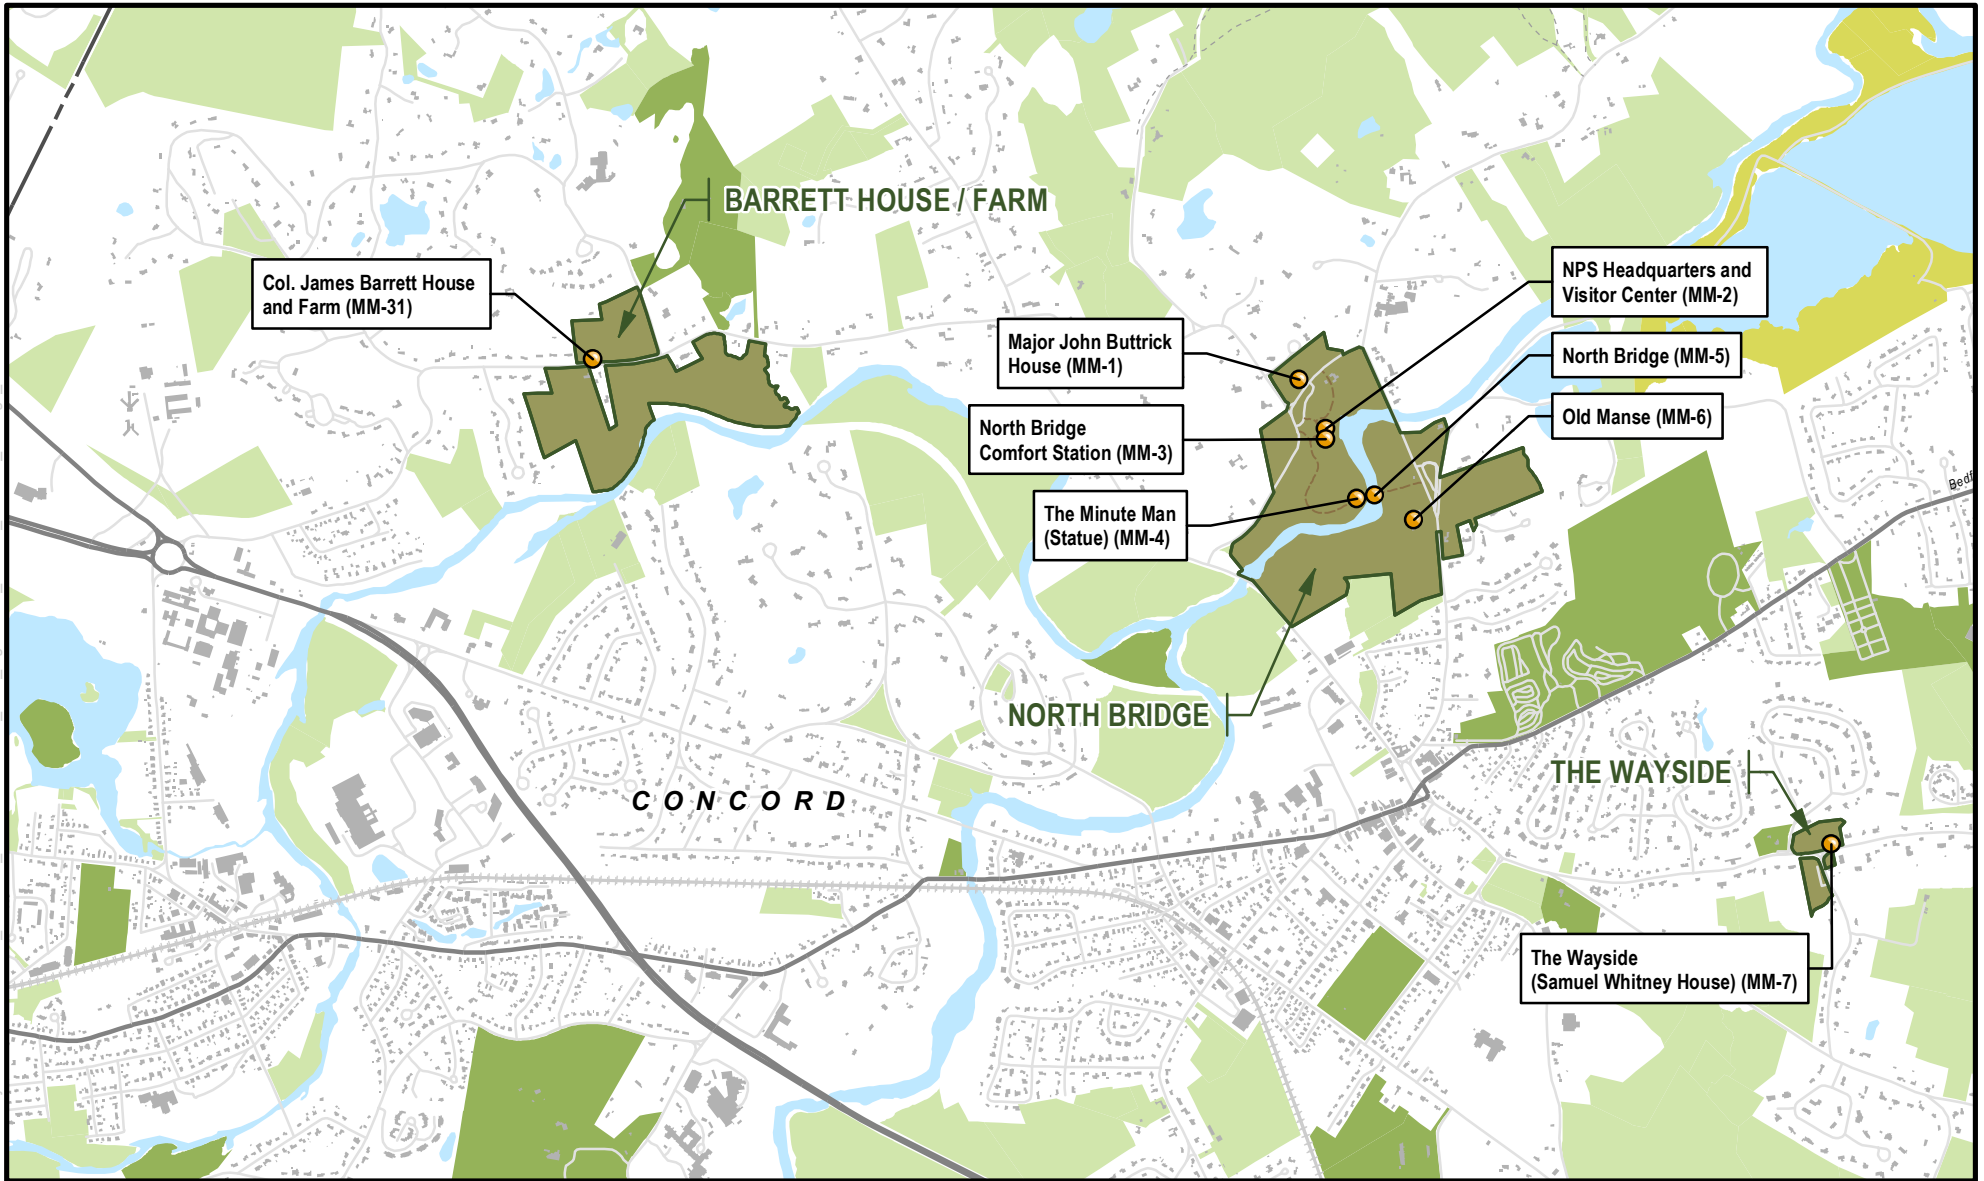 BARRETT HOUSE / FARM
Col. James Barrett House
and Farm (MM-31)
NPS Headquarters and
Visitor Center (MM-2)
Major John Buttrick
House (MM-1)
North Bridge (MM-5)
Old Manse (MM-6)
North Bridge
Comfort Station (MM-3)
The Minute Man
(Statue) (MM-4)
Bedf
NORTH BRIDGE
THE WAYSIDE
CONCORD
The Wayside
(Samuel Whitney House) (MM-7)